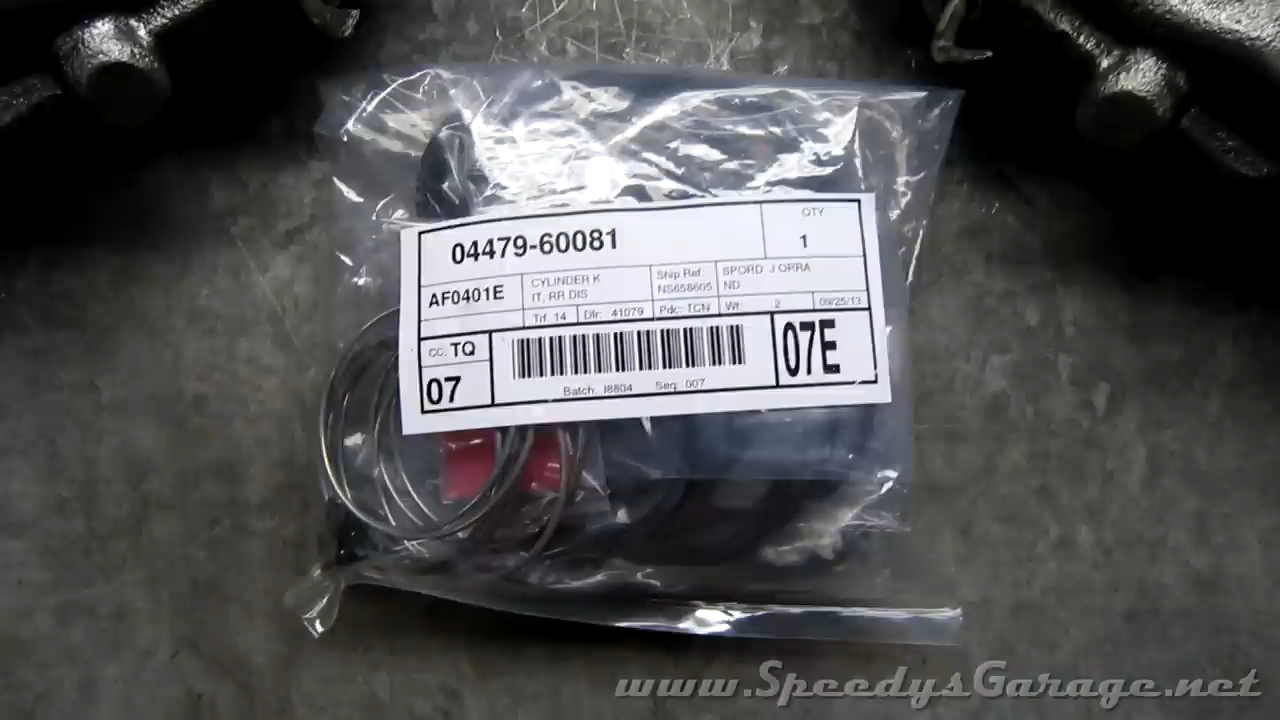 04479-60081
QTY
1
AF0401E
CYLINDER K
IT, RR DIS
Ship Ref:
NS658605
SPORD J ORRA
ND
Trf. 14 Dlr: 41079 Pdc: TCN Wt: 2 09/25/13
CC: TQ
07
07E
Batch I8804 Seq: 007
www.SpeedysGarage.net